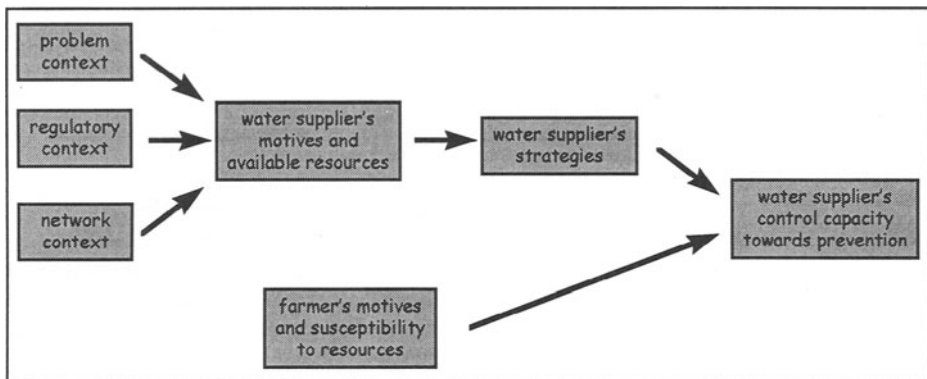 problem
context
regulatory
context
network
context
water supplier's
motives and
available resources
water supplier's
strategies
water supplier's
control capacity
towards prevention
farmer's motives
and susceptibility
to resources